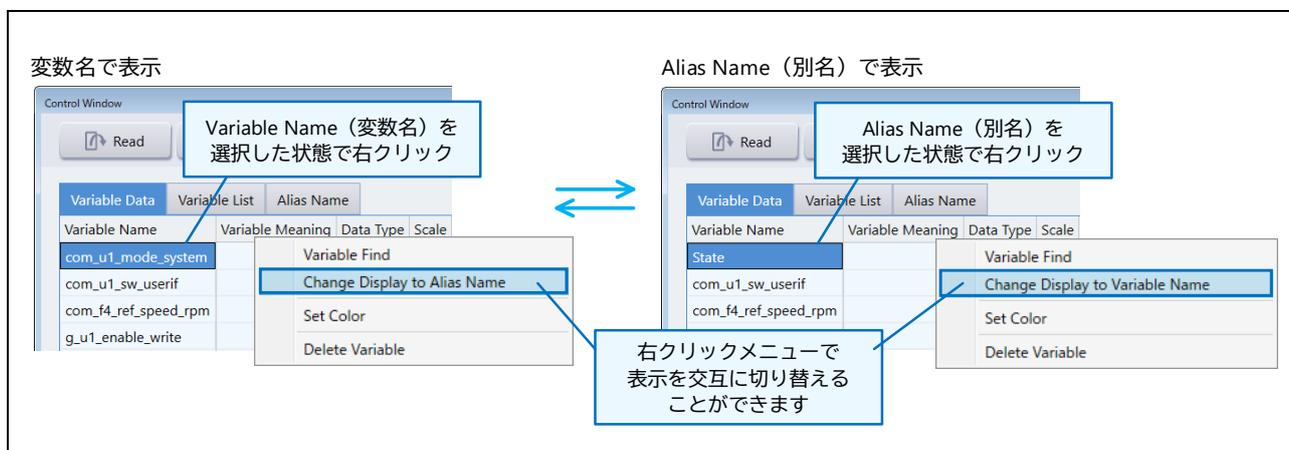 変数名で表示
Control Window
Read
Variable Name（変数名）を
選択した状態で右クリック
Variable Data Variable List Alias Name
Variable Name Variable Meaning Data Type Scale
com_u1_mode_system
com_u1_sw_userif
com_f4_ref_speed_rpm
g_u1_enable_write
Variable Find
Change Display to Alias Name
Set Color
Delete Variable
Alias Name（別名）で表示
Control Window
Read
Alias Name（別名）を
選択した状態で右クリック
Variable Data Variable List Alias Name
Variable Name Variable Meaning Data Type Scale
State
com_u1_sw_userif
com_f4_ref_speed_rpm
Variable Find
Change Display to Variable Name
Set Color
Delete Variable
右クリックメニューで
表示を交互に切り替える
ことができます